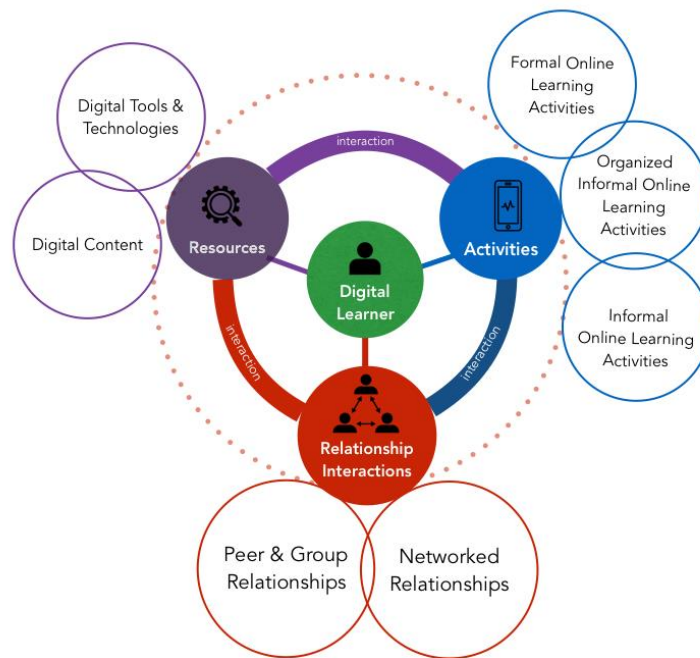 Formal Online
Learning
Activities
Digital Tools &
Technologies
interaction
Organized
Informal Online
Learning
Activities
Digital Content
Resources
Activities
Digital
Learner
Informal
Online Learning
Activities
interaction
interaction
Relationship
Interactions
Peer & Group
Relationships
Networked
Relationships